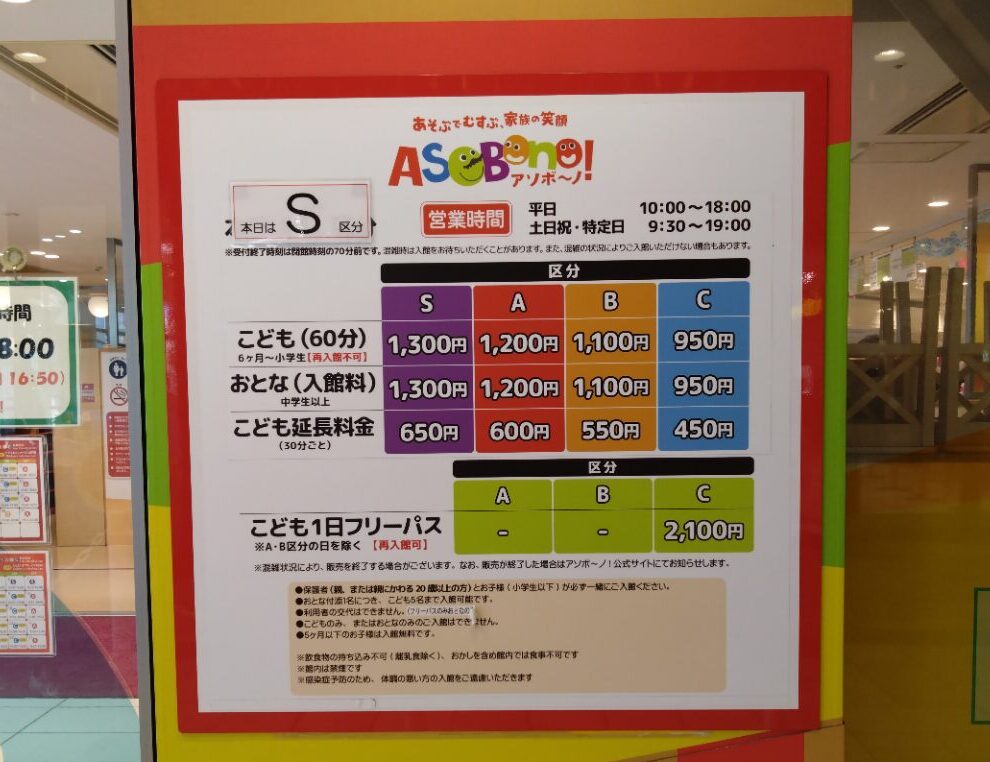 あそぶでむすぶ、家族の笑顔
ASOBONO!
アソボ〜ノ!
本日は S 区分
営業時間
平日 10:00〜18:00
土日祝・特定日 9:30〜19:00
※受付終了時刻は閉館時刻の70分前です。混雑時は入館をお待ちいただくことがあります。また、混雑の状況によりご入館いただけない場合もあります。
区分
S A B C
こども(60分) 1,300円 1,200円 1,100円 950円
6ヶ月〜小学生【再入館不可】
おとな(入館料) 1,300円 1,200円 1,100円 950円
中学生以上
こども延長料金 650円 600円 550円 450円
(30分ごと)
区分
A B C
こども1日フリーパス - - 2,100円
※A・B区分の日を除く 【再入館可】
※混雑状況により、販売を終了する場合がございます。なお、販売が終了した場合はアソボ〜ノ!公式サイトにてお知らせします。
●保護者(親、または親にかわる20歳以上の方)とお子様(小学生以下)が必ず一緒にご入館ください。
●おとな付添1名につき、こども5名まで入館可能です。
●利用者の交代はできません。(フリーパスのみおとなの
●こどものみ、またはおとなのみのご入館はできません。
●5ヶ月以下のお子様は入館無料です。
※飲食物の持ち込み不可(離乳食除く)、おかしを含め館内では食事不可です
※館内は禁煙です
※感染症予防のため、体調の悪い方の入館をご遠慮いただきます
時間
8:00
16:50)